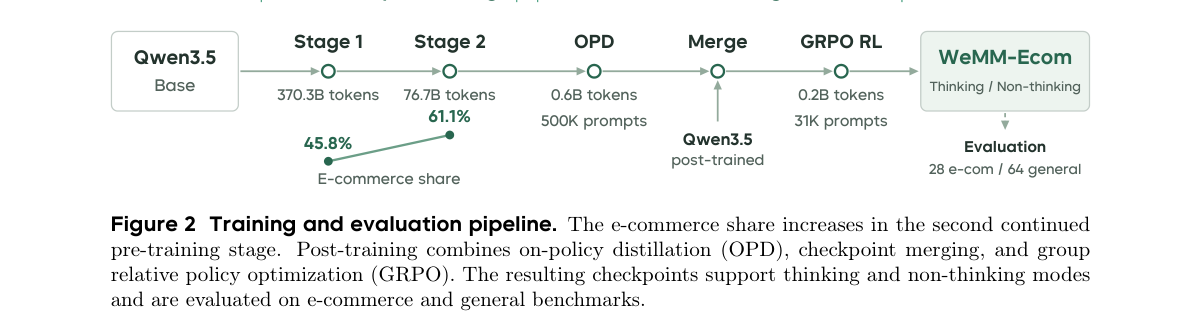 Qwen3.5
Base
Stage 1
370.3B tokens
Stage 2
76.7B tokens
45.8%
61.1%
E-commerce share
OPD
0.6B tokens
500K prompts
Merge
Qwen3.5
post-trained
GRPO RL
0.2B tokens
31K prompts
WeMM-Ecom
Thinking / Non-thinking
Evaluation
28 e-com / 64 general
Figure 2 Training and evaluation pipeline. The e-commerce share increases in the second continued
pre-training stage. Post-training combines on-policy distillation (OPD), checkpoint merging, and group
relative policy optimization (GRPO). The resulting checkpoints support thinking and non-thinking modes
and are evaluated on e-commerce and general benchmarks.